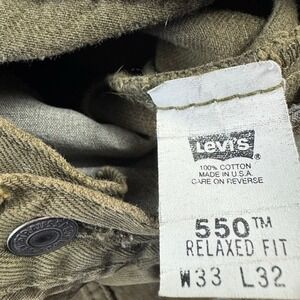 Levi's
100% COTTON
MADE IN U.S.A.
CARE ON REVERSE
550™
RELAXED FIT
W33 L32